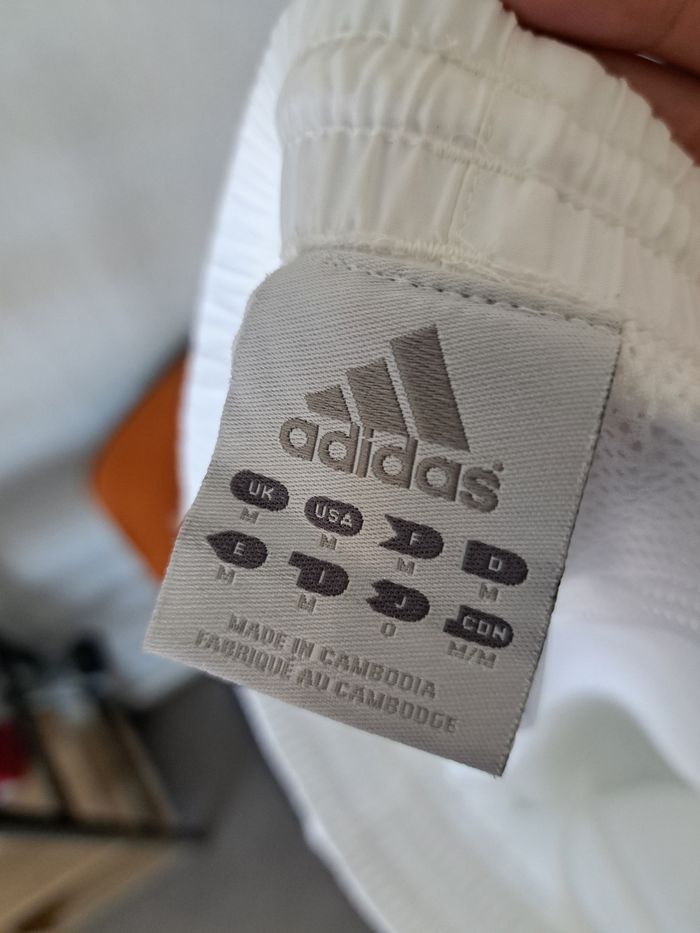 adidas
UK USA F D
M M M M
E I J CDN
M M O M/M
MADE IN CAMBODIA
FABRIQUÉ AU CAMBODGE